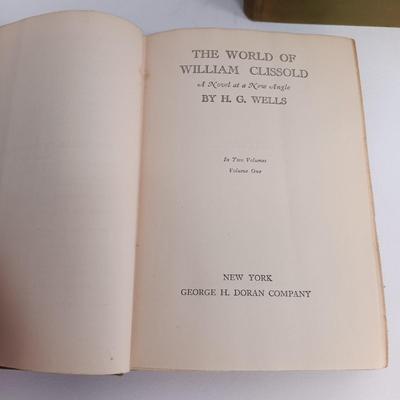 THE WORLD OF
WILLIAM CLISSOLD
A Novel at a New Angle
BY H. G. WELLS
In Two Volumes
Volume One
NEW YORK
GEORGE H. DORAN COMPANY